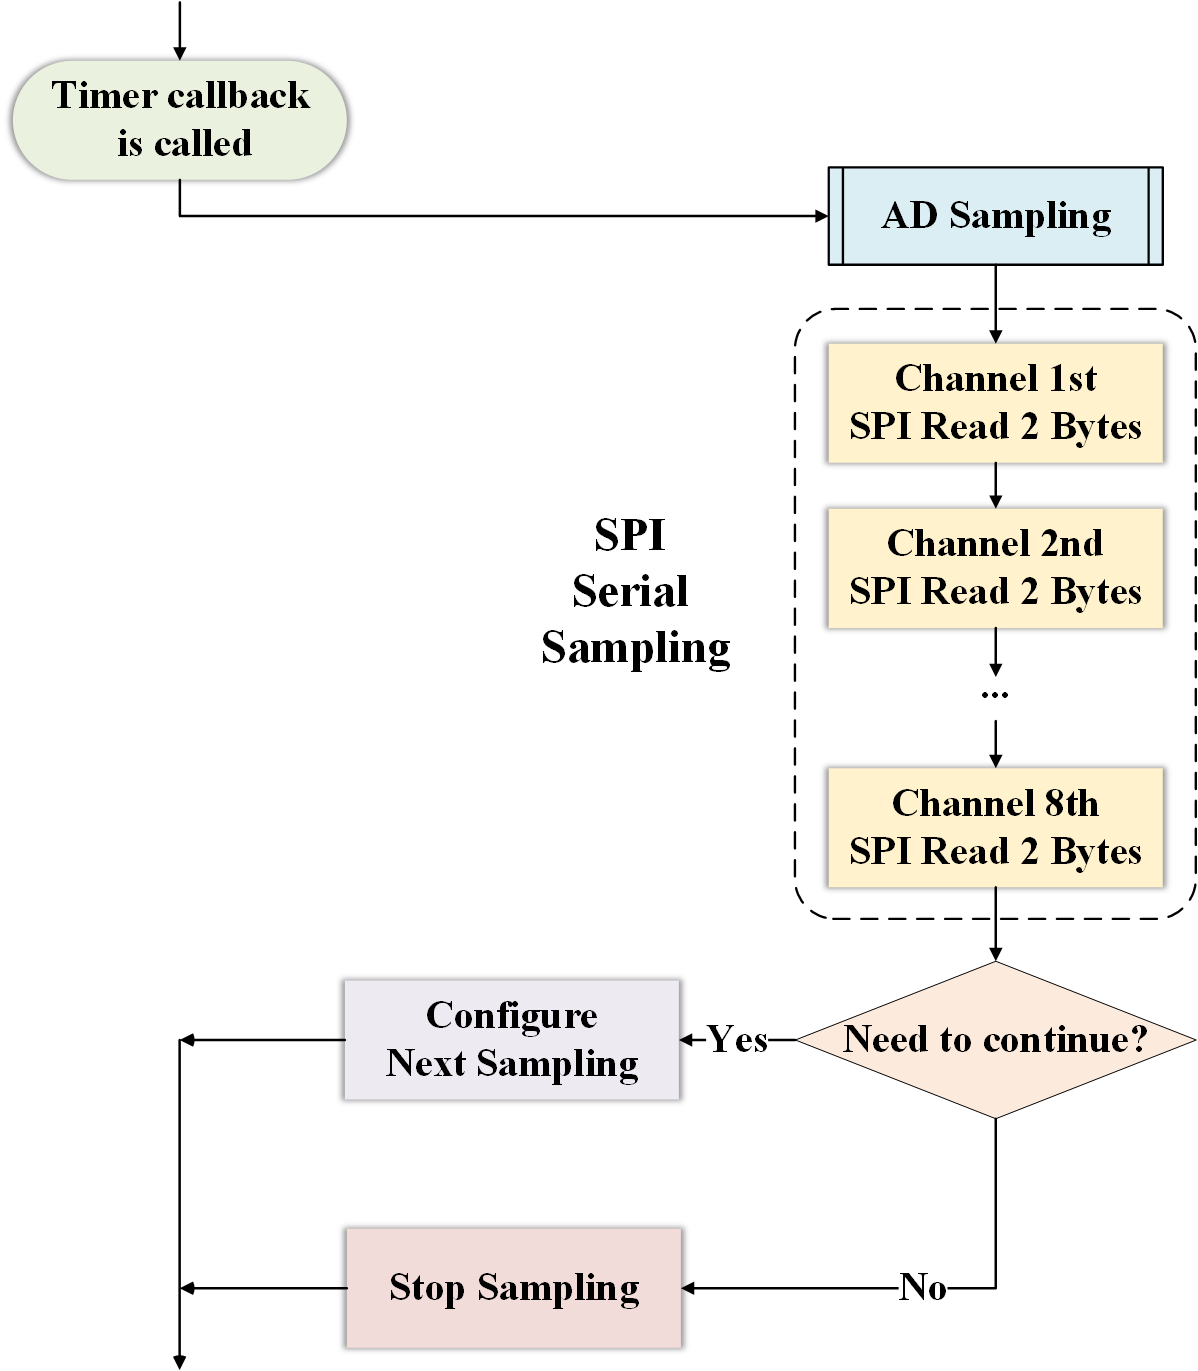 Timer callback
is called
AD Sampling
Channel 1st
SPI Read 2 Bytes
SPI
Serial
Sampling
Channel 2nd
SPI Read 2 Bytes
...
Channel 8th
SPI Read 2 Bytes
Need to continue?
Yes
Configure
Next Sampling
No
Stop Sampling